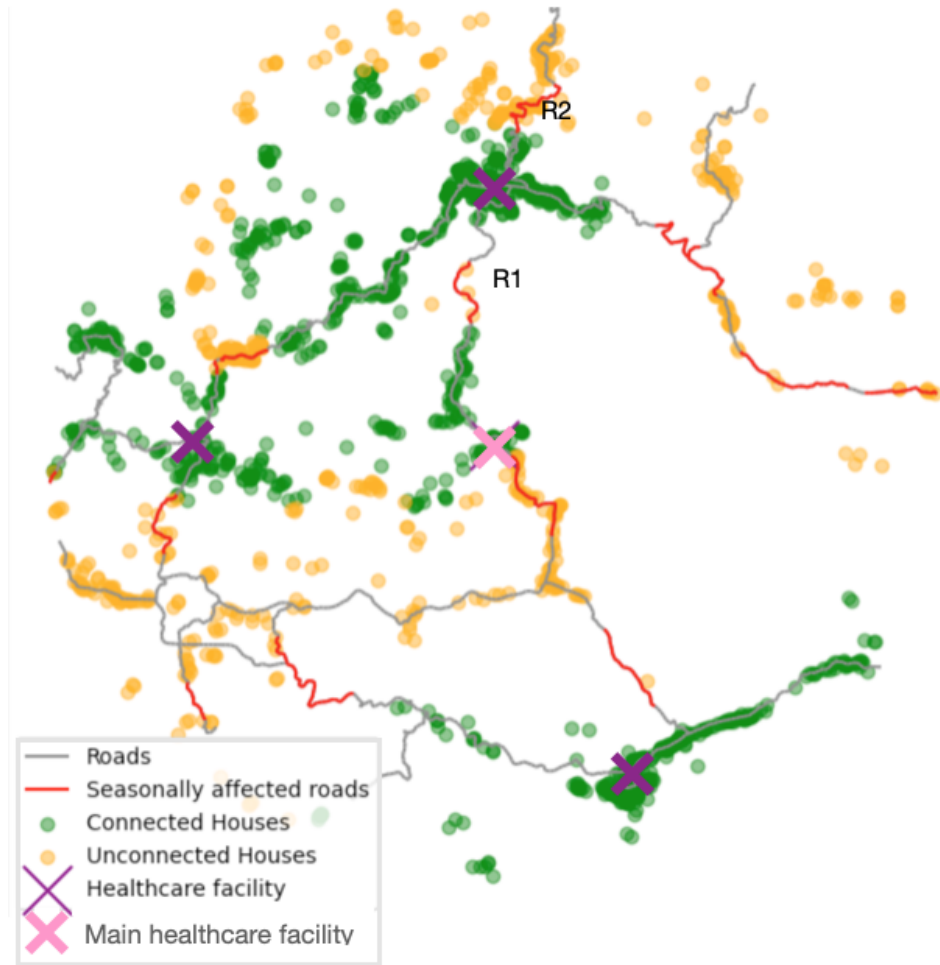 R2
R1
Roads
Seasonally affected roads
Connected Houses
Unconnected Houses
Healthcare facility
Main healthcare facility